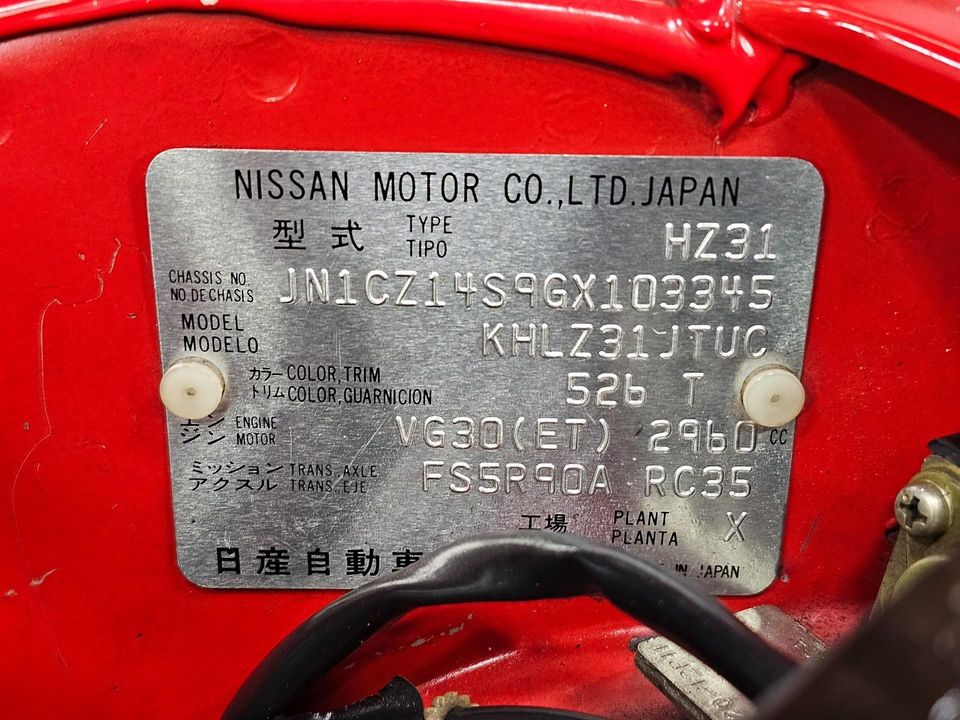 NISSAN MOTOR CO.,LTD.JAPAN
型式 TYPE TIPO HZ31
CHASSIS NO. NO.DE CHASIS JN1CZ14S9GX103345
MODEL MODELO KHLZ31JTUC
カラー COLOR,TRIM
トリム COLOR,GUARNICION 526 T
エンジン ENGINE MOTOR VG30(ET) 2960 CC
ミッション TRANS.,AXLE
アクスル TRANS.,EJE FS5R90A RC35
工場 PLANT PLANTA X
日産自動車 IN JAPAN